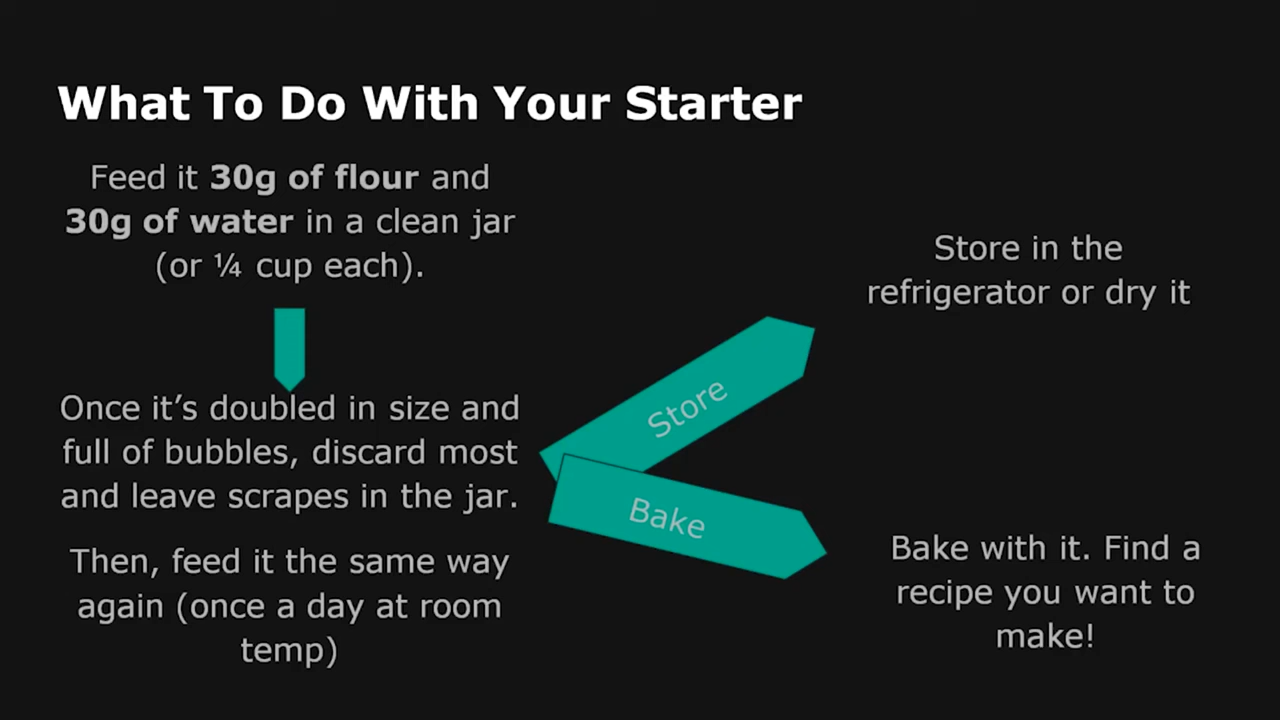 What To Do With Your Starter
Feed it 30g of flour and
30g of water in a clean jar
(or ¼ cup each).
Once it’s doubled in size and
full of bubbles, discard most
and leave scrapes in the jar.
Then, feed it the same way
again (once a day at room
temp)
Store
Bake
Store in the
refrigerator or dry it
Bake with it. Find a
recipe you want to
make!